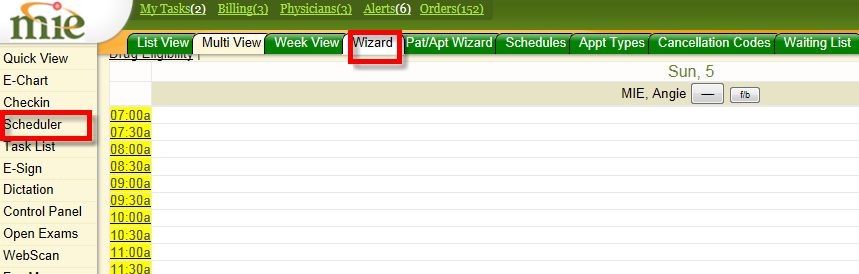 mie
My Tasks(2) Billing(3) Physicians(3) Alerts(6) Orders(152)
List View Multi View Week View Wizard Pat/Apt Wizard Schedules Appt Types Cancellation Codes Waiting List
Quick View
E-Chart
Checkin
Scheduler
Task List
E-Sign
Dictation
Control Panel
Open Exams
WebScan
Drug Eligibility
Sun, 5
MIE, Angie — f/b
07:00a
07:30a
08:00a
08:30a
09:00a
09:30a
10:00a
10:30a
11:00a
11:30a